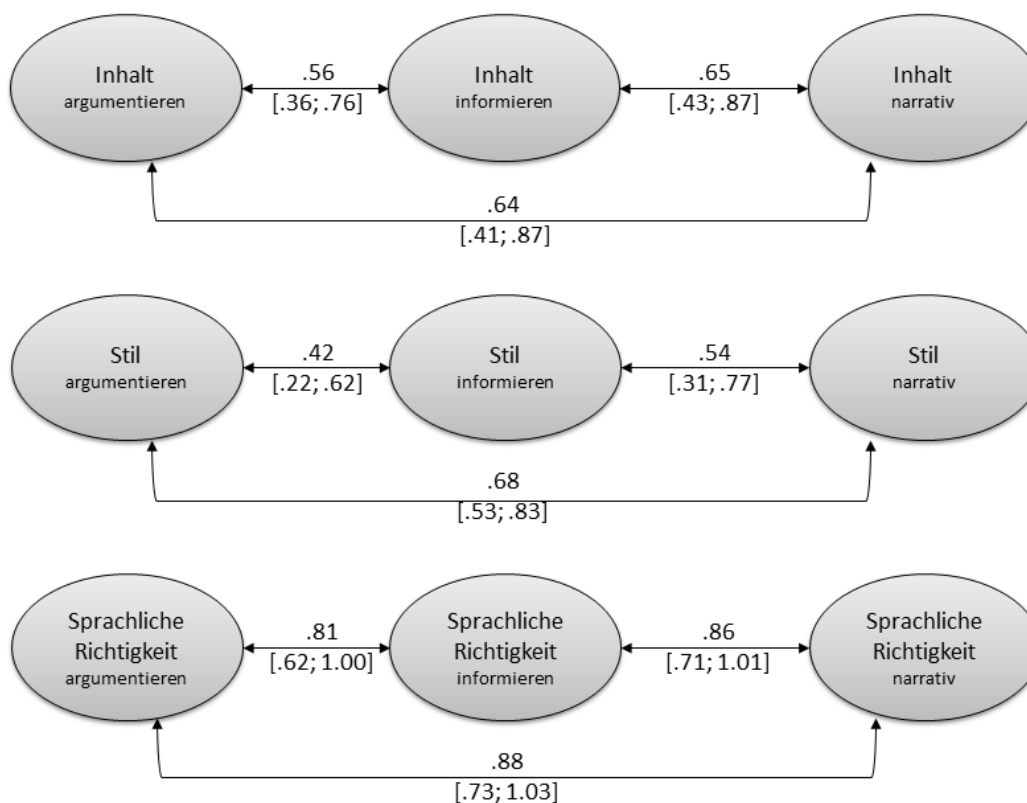 Inhalt
argumentieren
.56
[.36; .76]
Inhalt
informieren
.65
[.43; .87]
Inhalt
narrativ
.64
[.41; .87]
Stil
argumentieren
.42
[.22; .62]
Stil
informieren
.54
[.31; .77]
Stil
narrativ
.68
[.53; .83]
Sprachliche
Richtigkeit
argumentieren
.81
[.62; 1.00]
Sprachliche
Richtigkeit
informieren
.86
[.71; 1.01]
Sprachliche
Richtigkeit
narrativ
.88
[.73; 1.03]